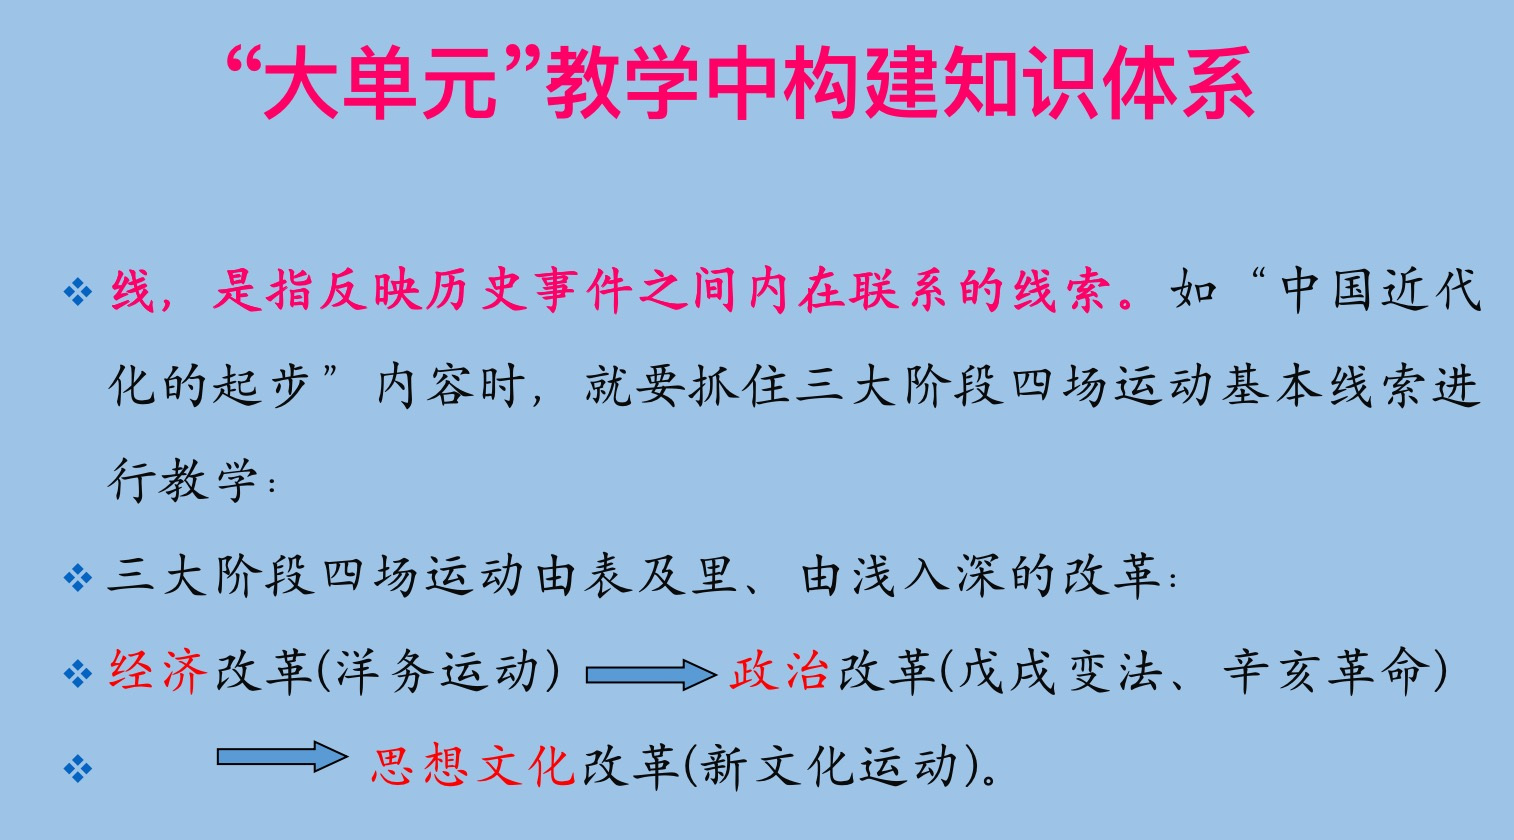 “大单元”教学中构建知识体系
线，是指反映历史事件之间内在联系的线索。如“中国近代
化的起步”内容时，就要抓住三大阶段四场运动基本线索进
行教学：
三大阶段四场运动由表及里、由浅入深的改革：
经济改革(洋务运动) 政治改革(戊戌变法、辛亥革命)
思想文化改革(新文化运动)。